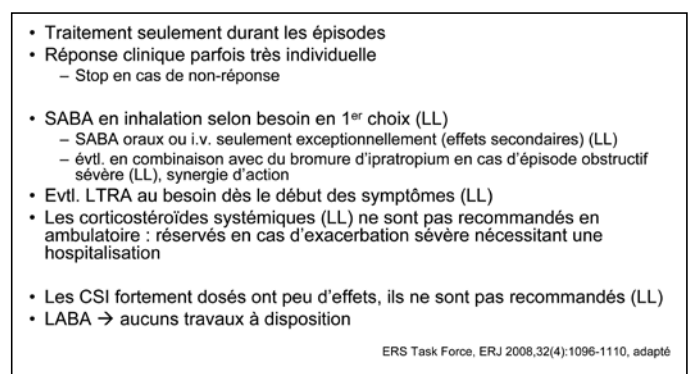 • Traitement seulement durant les épisodes
• Réponse clinique parfois très individuelle
– Stop en cas de non-réponse
• SABA en inhalation selon besoin en 1er choix (LL)
– SABA oraux ou i.v. seulement exceptionnellement (effets secondaires) (LL)
– évtl. en combinaison avec du bromure d'ipratropium en cas d'épisode obstructif
sévère (LL), synergie d'action
• Evtl. LTRA au besoin dès le début des symptômes (LL)
• Les corticostéroïdes systémiques (LL) ne sont pas recommandés en
ambulatoire : réservés en cas d'exacerbation sévère nécessitant une
hospitalisation
• Les CSI fortement dosés ont peu d'effets, ils ne sont pas recommandés (LL)
• LABA → aucuns travaux à disposition
ERS Task Force, ERJ 2008,32(4):1096-1110, adapté